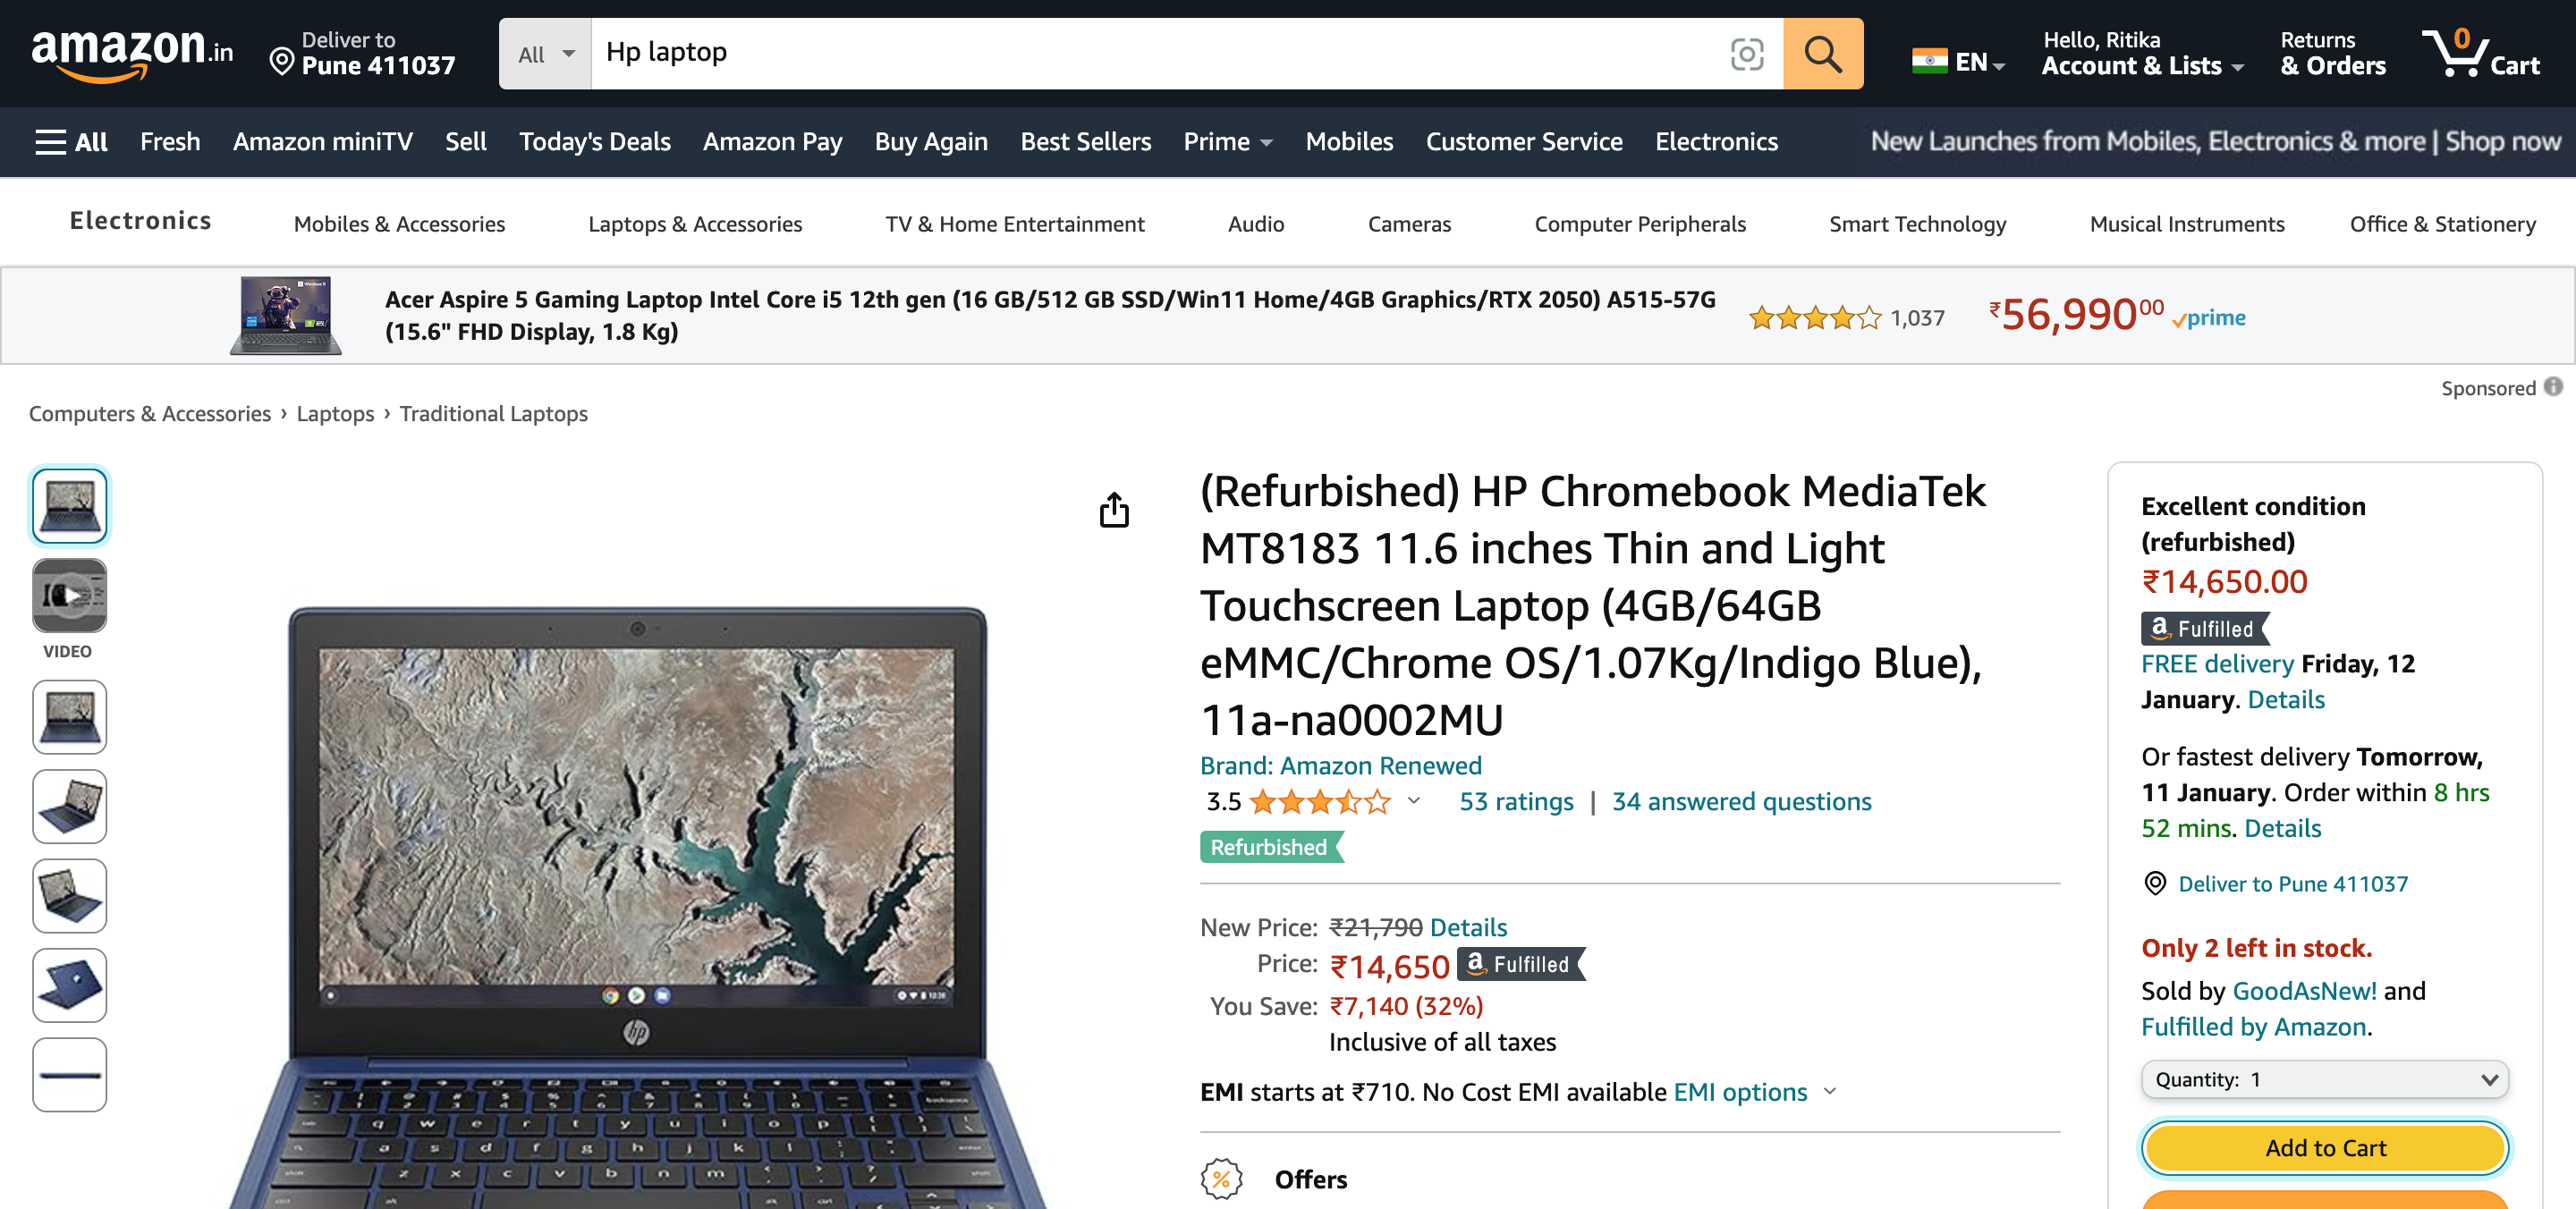 amazon.in
Deliver to
Pune 411037
All
Hp laptop
EN
Hello, Ritika
Account & Lists
Returns
& Orders
0
Cart
All
Fresh
Amazon miniTV
Sell
Today's Deals
Amazon Pay
Buy Again
Best Sellers
Prime
Mobiles
Customer Service
Electronics
New Launches from Mobiles, Electronics & more | Shop now
Electronics
Mobiles & Accessories
Laptops & Accessories
TV & Home Entertainment
Audio
Cameras
Computer Peripherals
Smart Technology
Musical Instruments
Office & Stationery
Acer Aspire 5 Gaming Laptop Intel Core i5 12th gen (16 GB/512 GB SSD/Win11 Home/4GB Graphics/RTX 2050) A515-57G
(15.6" FHD Display, 1.8 Kg)
1,037
₹56,99000
prime
Sponsored
Computers & Accessories › Laptops › Traditional Laptops
VIDEO
hp
(Refurbished) HP Chromebook MediaTek
MT8183 11.6 inches Thin and Light
Touchscreen Laptop (4GB/64GB
eMMC/Chrome OS/1.07Kg/Indigo Blue),
11a-na0002MU
Brand: Amazon Renewed
3.5
53 ratings | 34 answered questions
Refurbished
New Price: ₹21,790 Details
Price: ₹14,650 a Fulfilled
You Save: ₹7,140 (32%)
Inclusive of all taxes
EMI starts at ₹710. No Cost EMI available EMI options
% Offers
Excellent condition
(refurbished)
₹14,650.00
a Fulfilled
FREE delivery Friday, 12
January. Details
Or fastest delivery Tomorrow,
11 January. Order within 8 hrs
52 mins. Details
Deliver to Pune 411037
Only 2 left in stock.
Sold by GoodAsNew! and
Fulfilled by Amazon.
Quantity: 1
Add to Cart